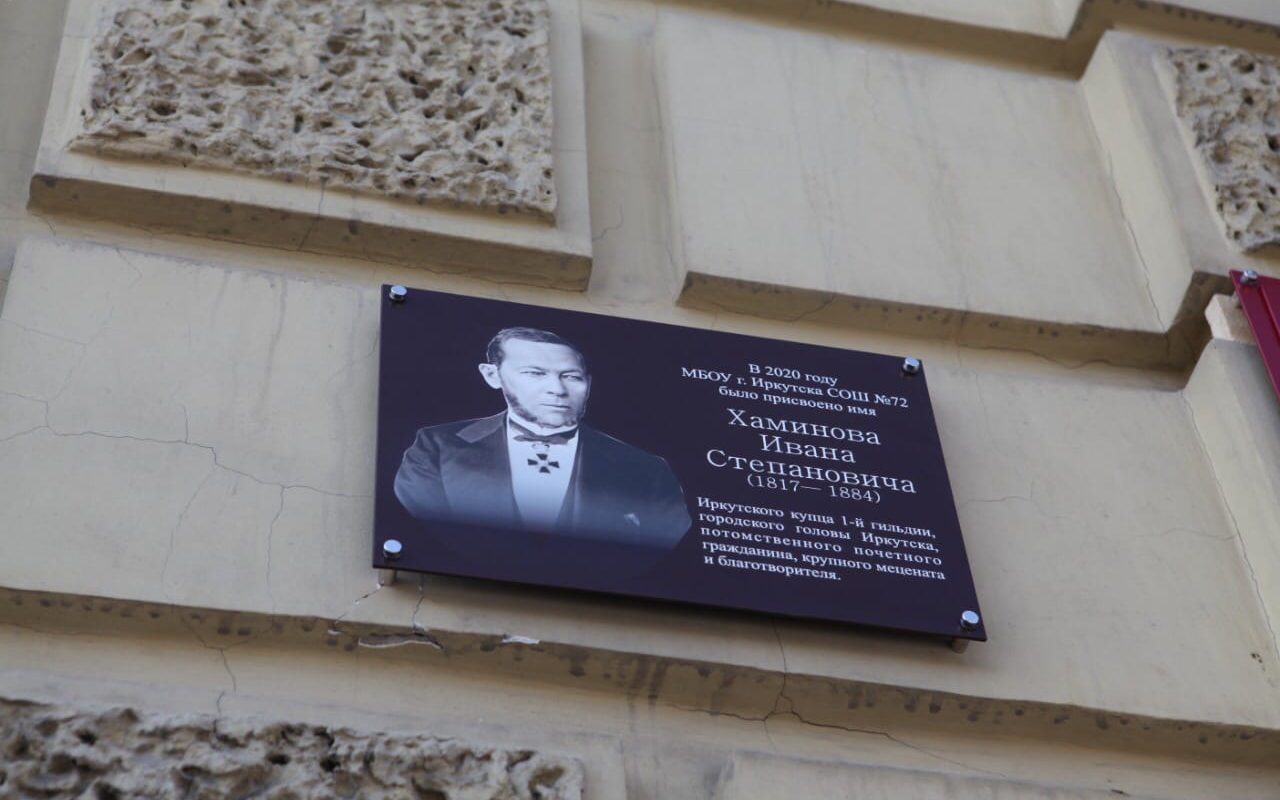 В 2020 году
МБОУ г. Иркутска СОШ №72
было присвоено имя
Хаминова
Ивана
Степановича
(1817— 1884)
Иркутского купца 1-й гильдии,
городского головы Иркутска,
потомственного почетного
гражданина, крупного мецената
и благотворителя.